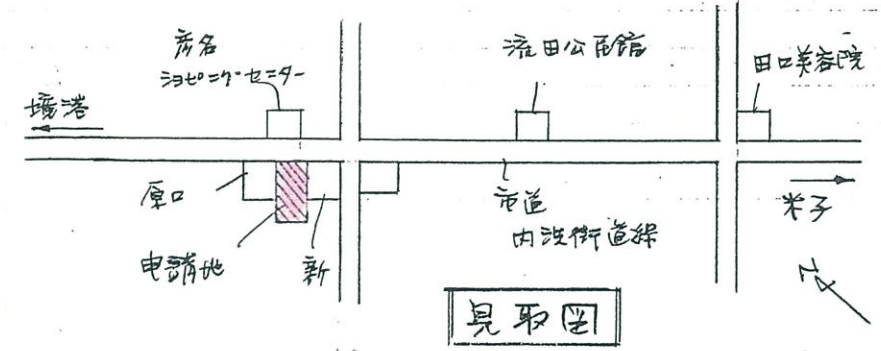 彦名
ショッピングセンター
境港
流田公民館
田口美容院
原口
申請地
新
市道
内浜街道線
米子
見取図